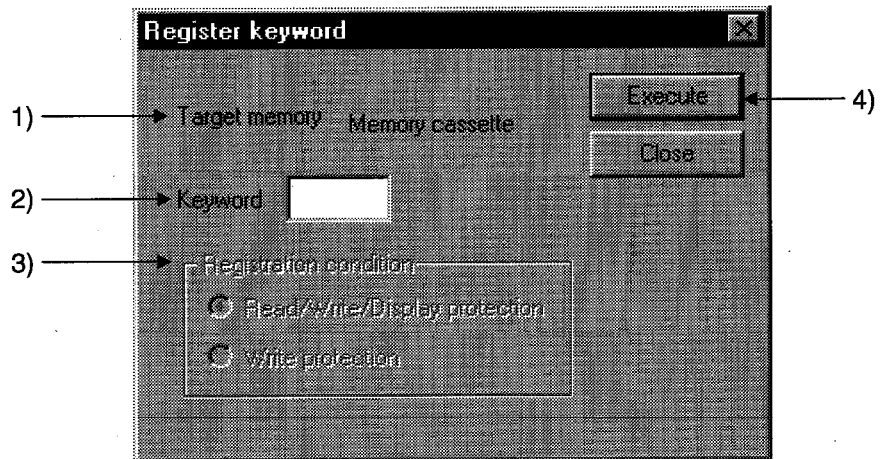 Register keyword
1) Target memory Memory cassette
Execute 4)
Close
2) Keyword
3) Registration condition
Read/Write/Display protection
Write protection